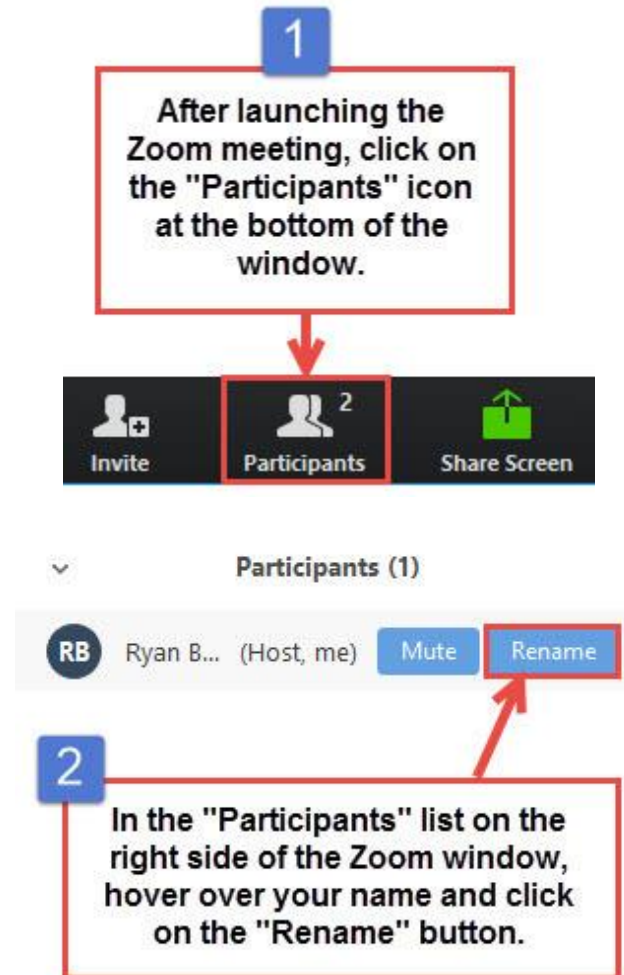 1
After launching the
Zoom meeting, click on
the "Participants" icon
at the bottom of the
window.
2
Invite Participants Share Screen
Participants (1)
RB Ryan B... (Host, me) Mute Rename
2
In the "Participants" list on the
right side of the Zoom window,
hover over your name and click
on the "Rename" button.